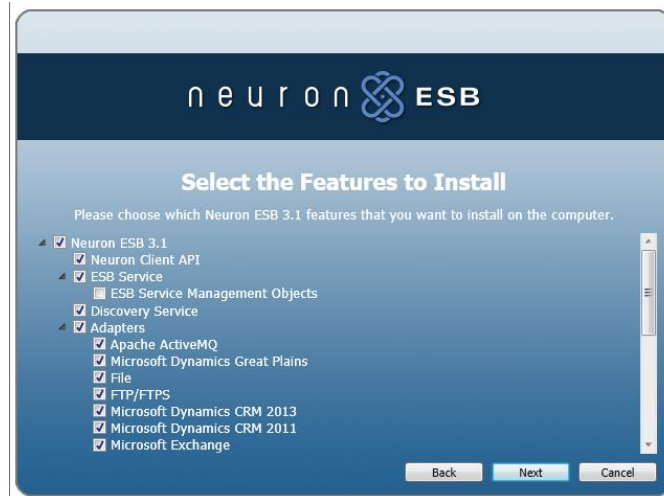 neuron ESB
Select the Features to Install
Please choose which Neuron ESB 3.1 features that you want to install on the computer.
Neuron ESB 3.1
Neuron Client API
ESB Service
ESB Service Management Objects
Discovery Service
Adapters
Apache ActiveMQ
Microsoft Dynamics Great Plains
File
FTP/FTPS
Microsoft Dynamics CRM 2013
Microsoft Dynamics CRM 2011
Microsoft Exchange
Back Next Cancel